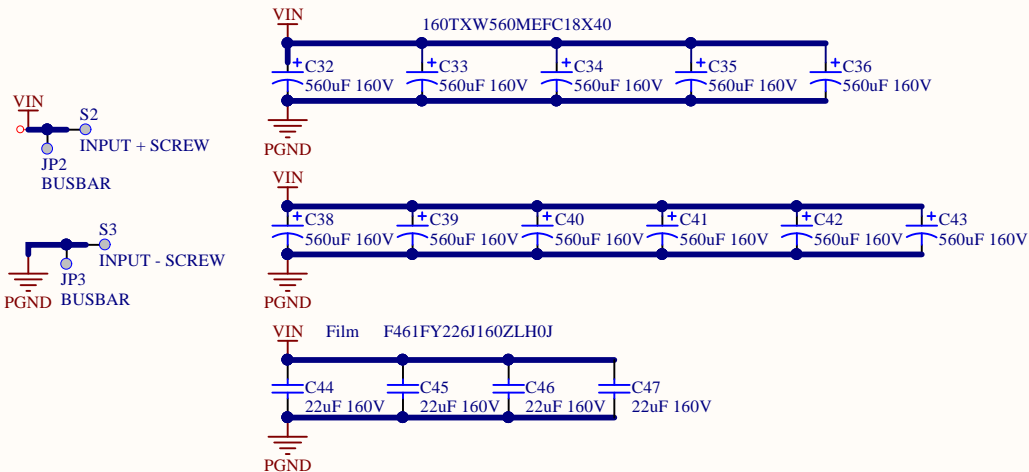 VIN
160TXW560MEFC18X40
+ C32
560uF 160V
+ C33
560uF 160V
+ C34
560uF 160V
+ C35
560uF 160V
+ C36
560uF 160V
PGND
VIN
S2
INPUT + SCREW
JP2
BUSBAR
VIN
+ C38
560uF 160V
+ C39
560uF 160V
+ C40
560uF 160V
+ C41
560uF 160V
+ C42
560uF 160V
+ C43
560uF 160V
PGND
S3
INPUT - SCREW
JP3
BUSBAR
PGND
VIN
Film F461FY226J160ZLH0J
C44
22uF 160V
C45
22uF 160V
C46
22uF 160V
C47
22uF 160V
PGND